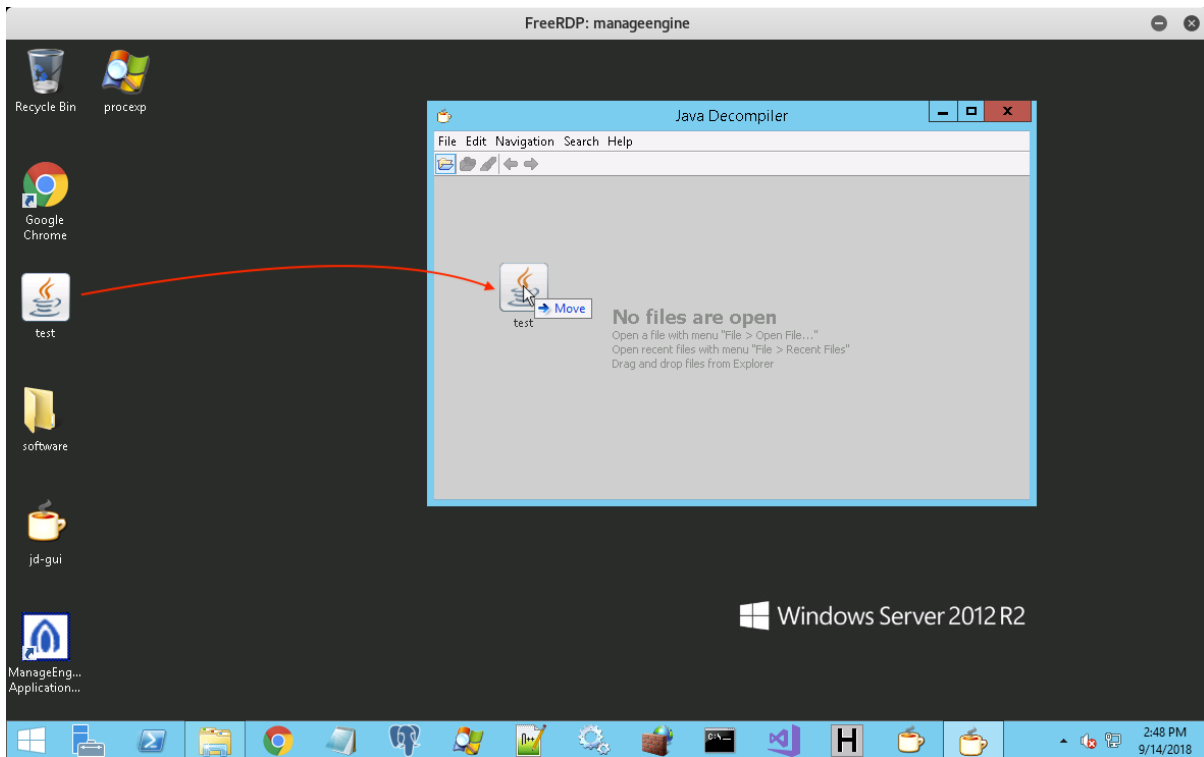 FreeRDP: manageengine
Recycle Bin
procexp
Google
Chrome
test
software
jd-gui
ManageEng...
Application...
Java Decompiler
File Edit Navigation Search Help
test
Move
No files are open
Open a file with menu "File > Open File..."
Open recent files with menu "File > Recent Files"
Drag and drop files from Explorer
Windows Server 2012 R2
n++
C:\_
H
2:48 PM
9/14/2018